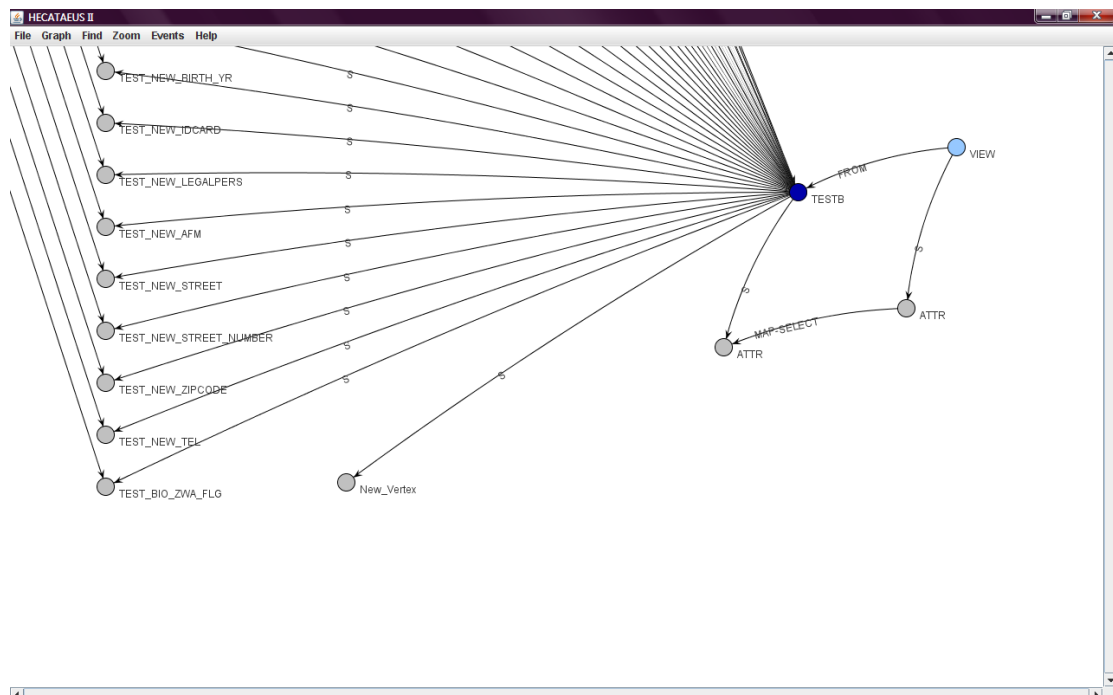 HECATAEUS II
File Graph Find Zoom Events Help
TEST_NEW_BIRTH_YR
S
S
TEST_NEW_IDCARD
S
VIEW
FROM
TEST_NEW_LEGALPERS
S
TESTB
S
TEST_NEW_AFM
S
S
TEST_NEW_STREET
S
S
S
ATTR
TEST_NEW_STREET_NUMBER
MAP-SELECT
S
ATTR
S
S
TEST_NEW_ZIPCODE
TEST_NEW_TEL
New_Vertex
TEST_BIO_ZWA_FLG